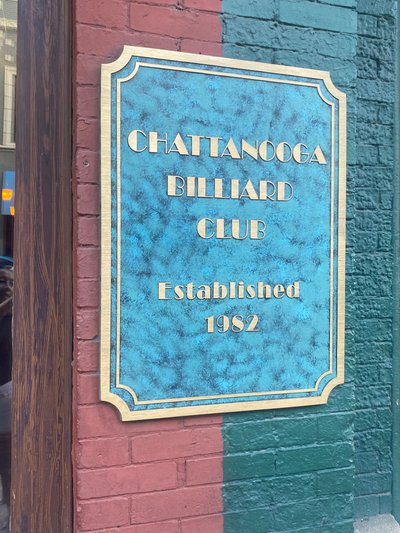 CHATTANOOGA
BILLIARD
CLUB
Established
1982